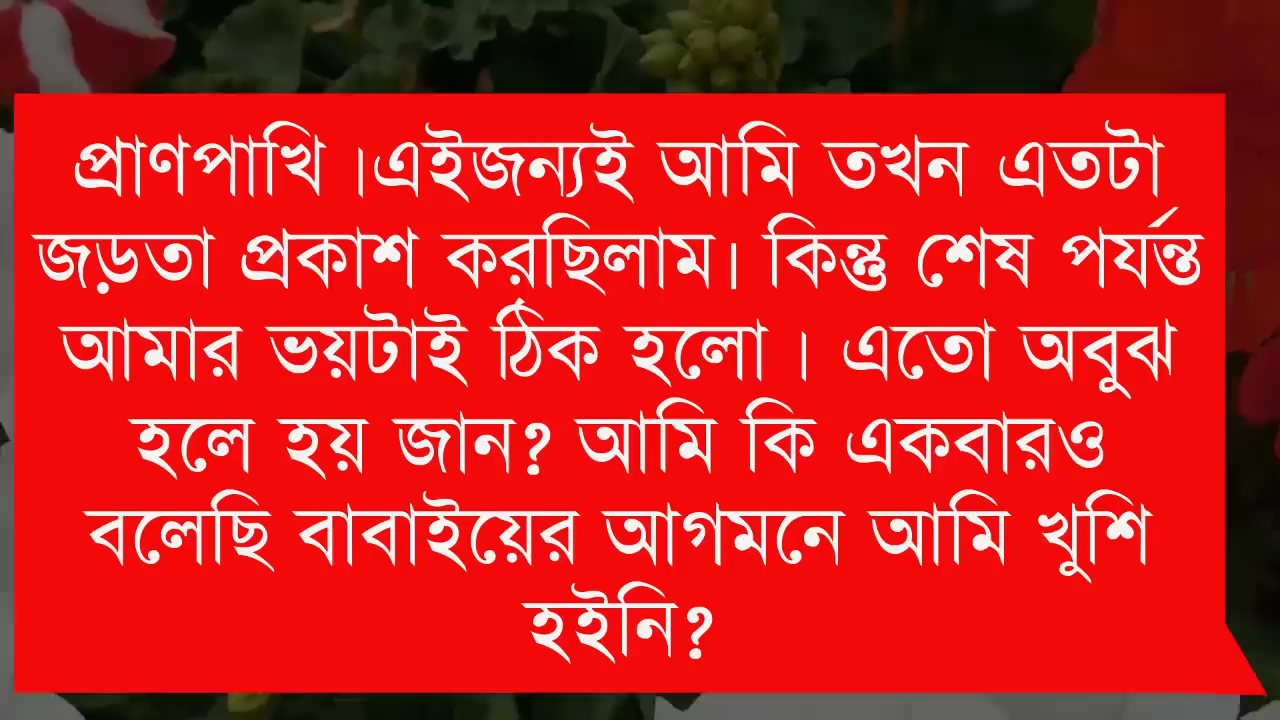 প্রাণপাখি ।এইজন্যই আমি তখন এতটা
জড়তা প্রকাশ করছিলাম। কিন্তু শেষ পর্যন্ত
আমার ভয়টাই ঠিক হলো । এতো অবুঝ
হলে হয় জান? আমি কি একবারও
বলেছি বাবাইয়ের আগমনে আমি খুশি
হইনি?